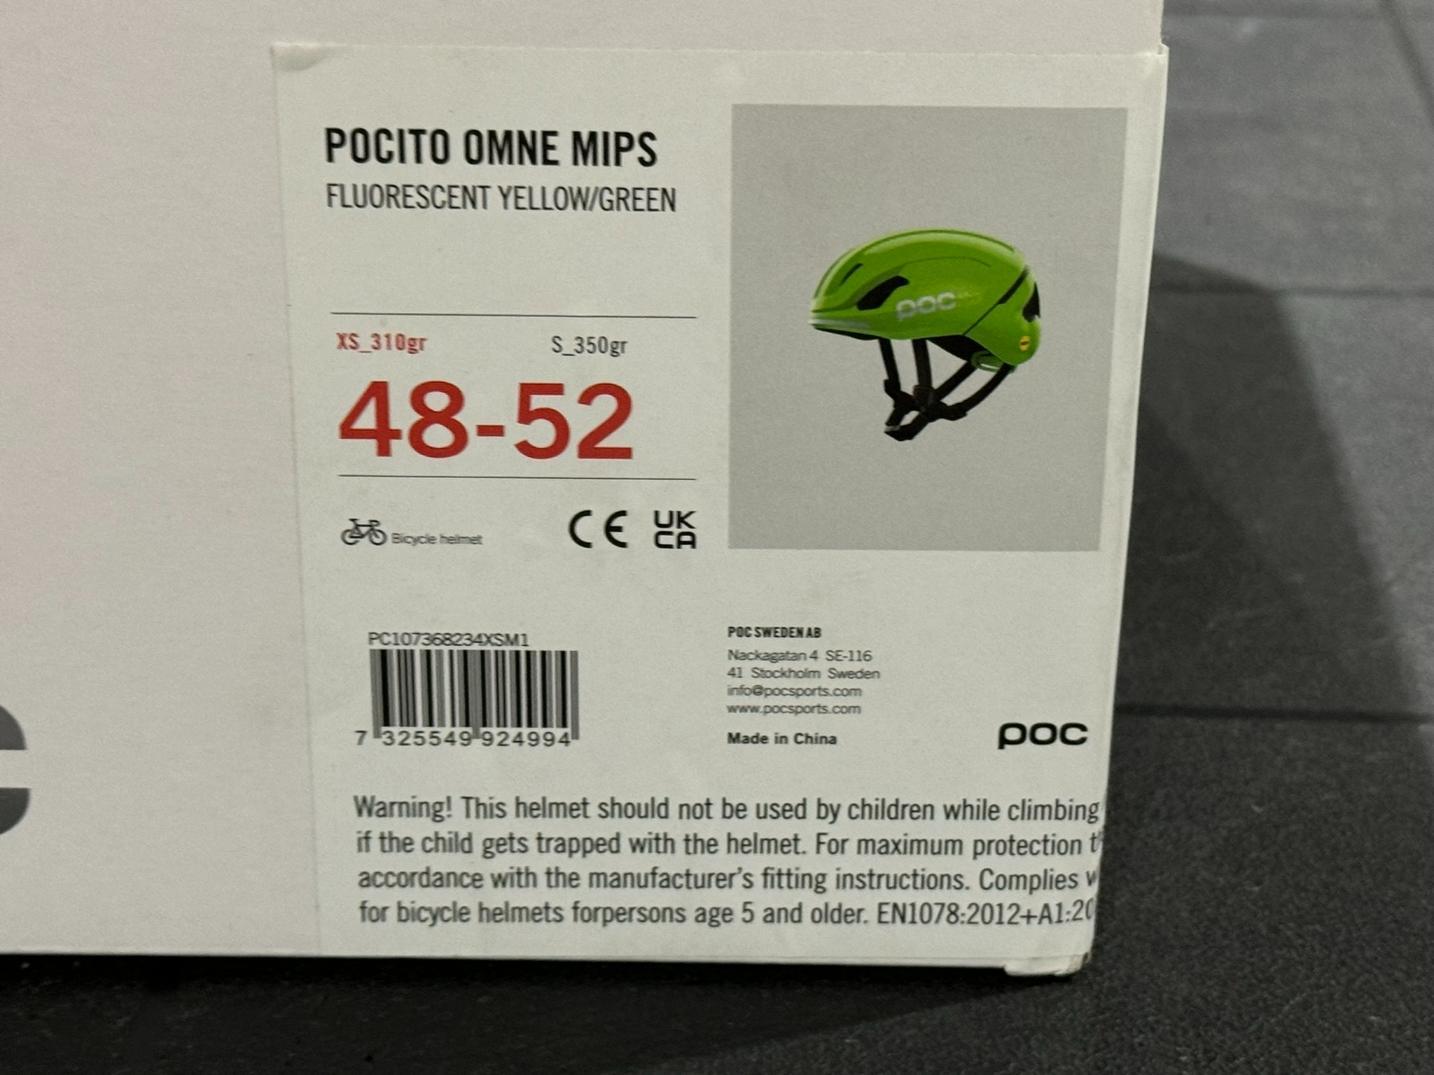 POCITO OMNE MIPS
FLUORESCENT YELLOW/GREEN
XS_310gr S_350gr
48-52
Bicycle helmet CE UK
CA
poc
PC107368234XSM1
7 325549 924994
POC SWEDEN AB
Nackagatan 4 SE-116
41 Stockholm Sweden
info@pocsports.com
www.pocsports.com
Made in China
poc
Warning! This helmet should not be used by children while climbing
if the child gets trapped with the helmet. For maximum protection
accordance with the manufacturer's fitting instructions. Complies
for bicycle helmets forpersons age 5 and older. EN1078:2012+A1:20